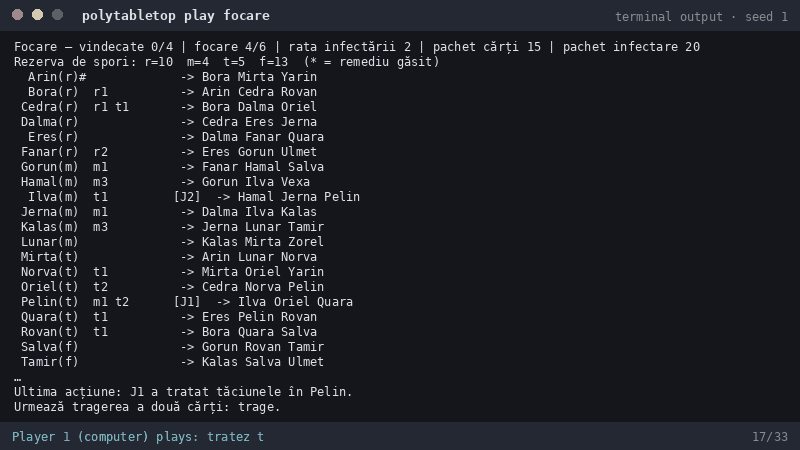 polytabletop play focare
terminal output · seed 1
Focare — vindecate 0/4 | focare 4/6 | rata infectării 2 | pachet cărți 15 | pachet infectare 20
Rezerva de spori: r=10  m=4  t=5  f=13  (* = remediu găsit)
Arin(r)#             -> Bora Mirta Yarin
Bora(r)  r1          -> Arin Cedra Rovan
Cedra(r)  r1 t1       -> Bora Dalma Oriel
Dalma(r)              -> Cedra Eres Jerna
Eres(r)              -> Dalma Fanar Quara
Fanar(r)  r2          -> Eres Gorun Ulmet
Gorun(m)  m1          -> Fanar Hamal Salva
Hamal(m)  m3          -> Gorun Ilva Vexa
Ilva(m)  t1         [J2]  -> Hamal Jerna Pelin
Jerna(m)  m1          -> Dalma Ilva Kalas
Kalas(m)  m3          -> Jerna Lunar Tamir
Lunar(m)              -> Kalas Mirta Zorel
Mirta(t)              -> Arin Lunar Norva
Norva(t)  t1          -> Mirta Oriel Yarin
Oriel(t)  t2          -> Cedra Norva Pelin
Pelin(t)  m1 t2      [J1]  -> Ilva Oriel Quara
Quara(t)  t1          -> Eres Pelin Rovan
Rovan(t)  t1          -> Bora Quara Salva
Salva(f)              -> Gorun Rovan Tamir
Tamir(f)              -> Kalas Salva Ulmet
…
Ultima acțiune: J1 a tratat tăciunele în Pelin.
Urmează tragerea a două cărți: trage.
Player 1 (computer) plays: tratez t
17/33